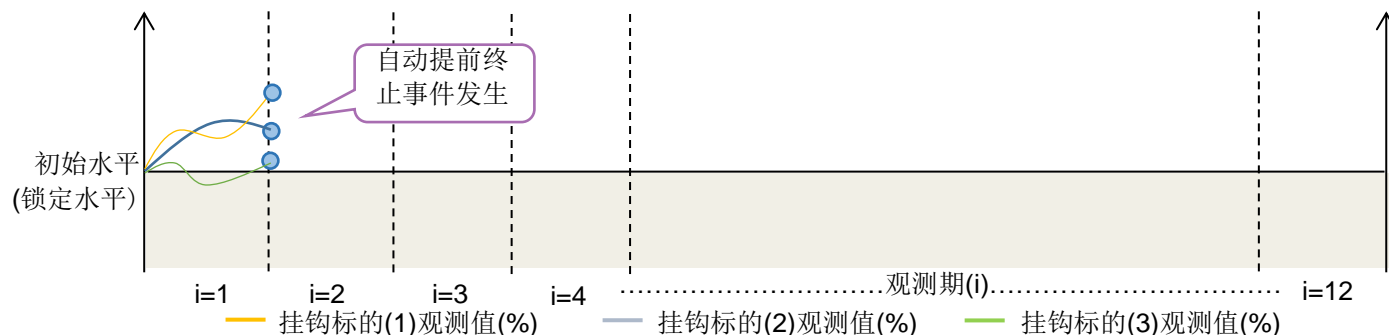 自动提前终
止事件发生
初始水平
(锁定水平）
i=1 i=2 i=3 i=4 ……………………观测期(i)……………………… i=12
挂钩标的(1)观测值(%) 挂钩标的(2)观测值(%) 挂钩标的(3)观测值(%)